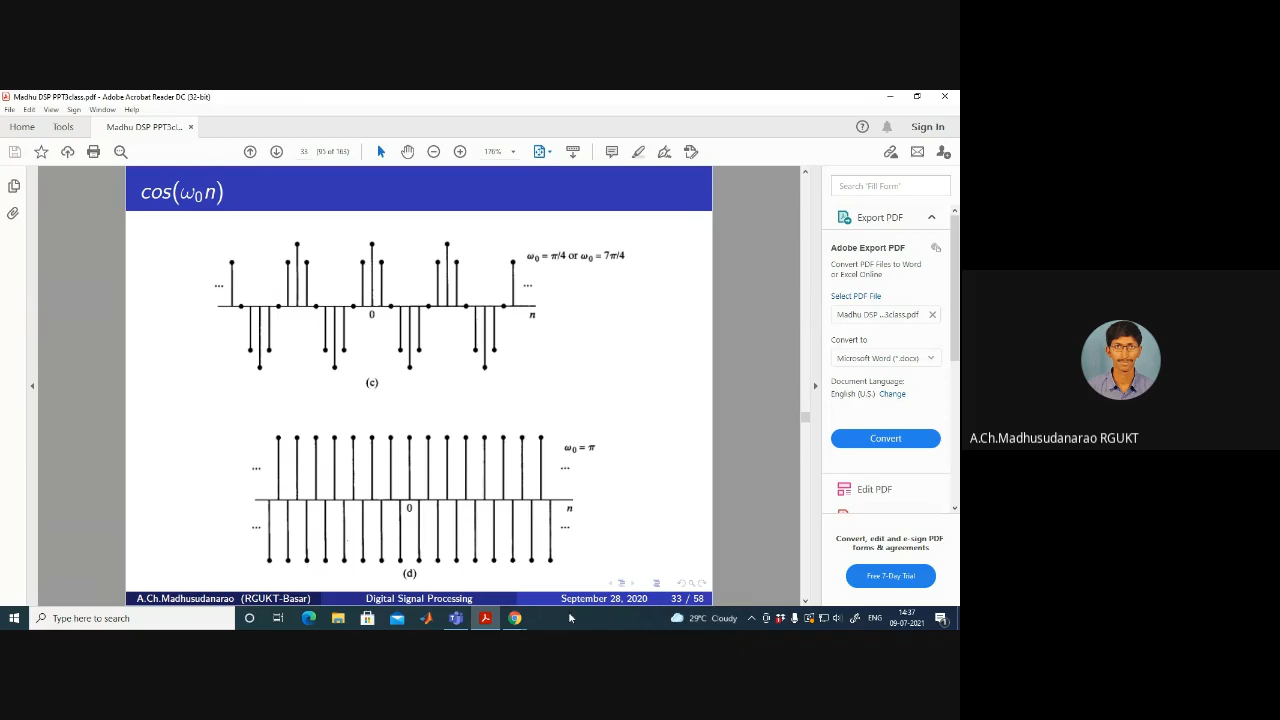 Madhu DSP PPT3class.pdf - Adobe Acrobat Reader DC (32-bit)
File Edit View Sign Window Help
Home Tools Madhu DSP PPT3cl... × Sign In
33 (95 of 163) 176%
cos(ω₀n)
ω₀ = π/4 or ω₀ = 7π/4
... ...
0 n
(c)
ω₀ = π
... ...
0 n
... ...
(d)
A.Ch.Madhusudanarao (RGUKT-Basar) Digital Signal Processing September 28, 2020 33 / 58
Search "Fill Form"
Export PDF
Adobe Export PDF
Convert PDF Files to Word
or Excel Online
Select PDF File
Madhu DSP ...3class.pdf ×
Convert to
Microsoft Word (*.docx)
Document Language:
English (U.S.) Change
Convert
Edit PDF
Convert, edit and e-sign PDF
forms & agreements
Free 7-Day Trial
Type here to search
29°C Cloudy ENG 14:37
09-07-2021
A.Ch.Madhusudanarao RGUKT